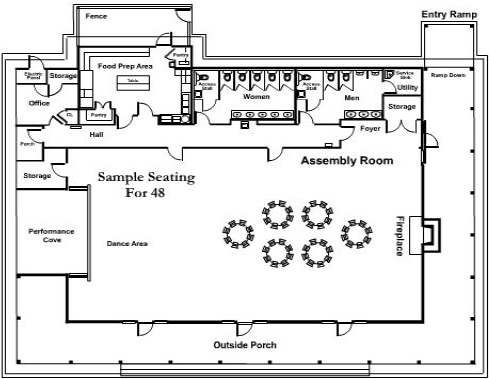 Fence
Entry Ramp
Pantry
Food Prep Area
Table
Electric
Panel
Storage
Access
Stall
Access
Stall
Service
Sink
Ramp Down
Office
Women
Men
Utility
Storage
CL
Pantry
Hall
Foyer
Porch
Assembly Room
Storage
Sample Seating
For 48
Performance
Cove
Dance Area
Fireplace
Outside Porch